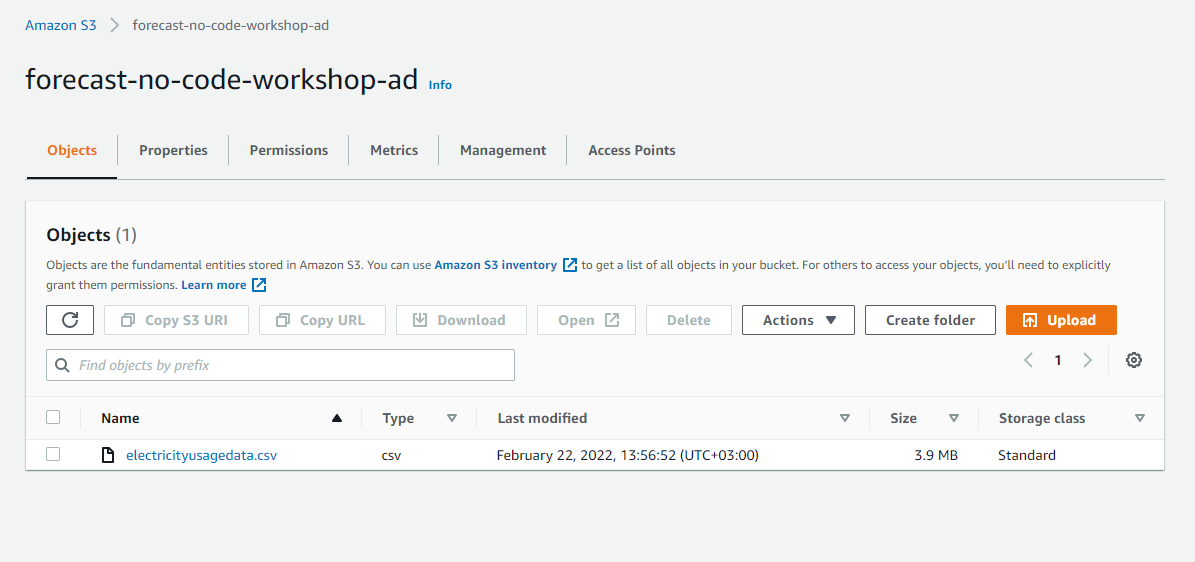 Amazon S3 > forecast-no-code-workshop-ad
forecast-no-code-workshop-ad Info
Objects Properties Permissions Metrics Management Access Points
Objects (1)
Objects are the fundamental entities stored in Amazon S3. You can use Amazon S3 inventory to get a list of all objects in your bucket. For others to access your objects, you'll need to explicitly
grant them permissions. Learn more
Copy S3 URI Copy URL Download Open Delete Actions Create folder Upload
Find objects by prefix 1
Name Type Last modified Size Storage class
electricityusagedata.csv csv February 22, 2022, 13:56:52 (UTC+03:00) 3.9 MB Standard